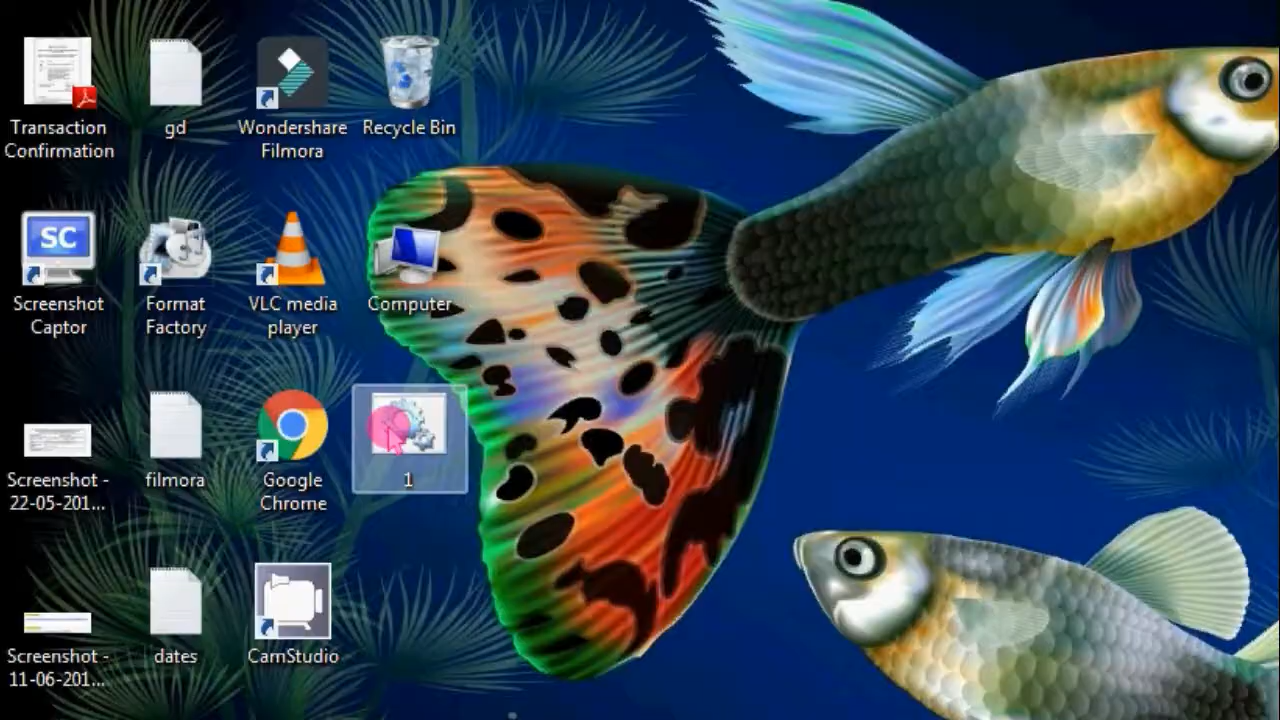 Transaction
Confirmation
gd
Wondershare
Filmora
Recycle Bin
SC
Screenshot
Captor
Format
Factory
VLC media
player
Computer
Screenshot -
22-05-201...
filmora
Google
Chrome
1
Screenshot -
11-06-201...
dates
CamStudio